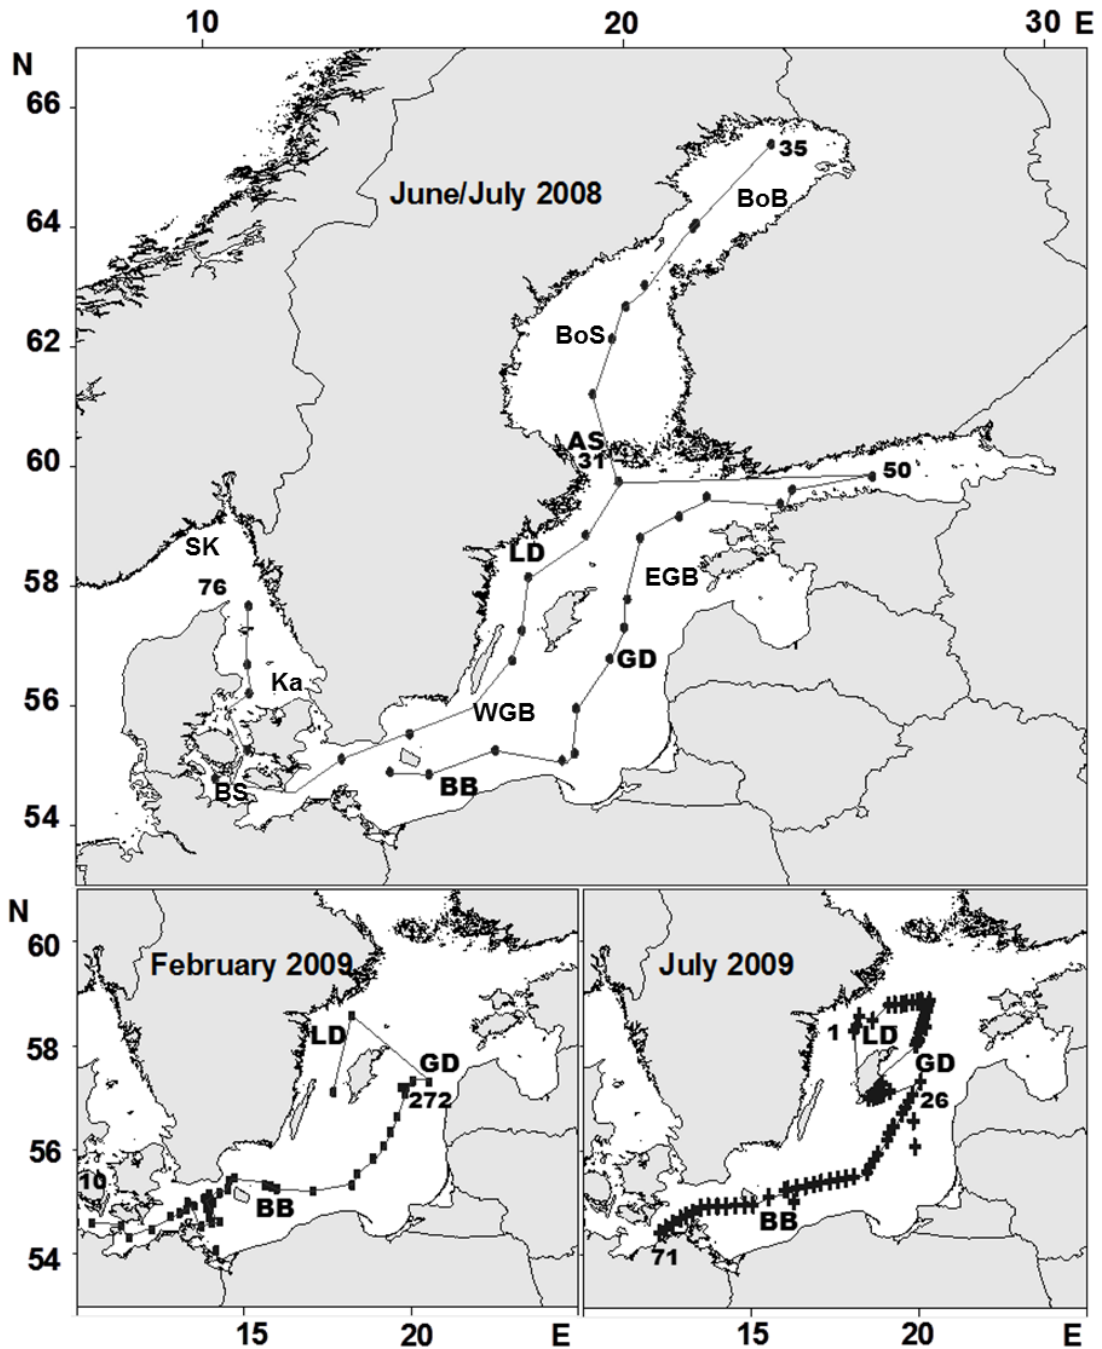 10 20 30 E
N
66
64
62
60
58
56
54
June/July 2008
35
BoB
BoS
AS
31
50
LD
SK
76
EGB
GD
Ka
WGB
BS
BB
N
60
58
56
54
February 2009
LD
GD
272
10
BB
15 20 E
July 2009
1 LD
GD
26
BB
71
15 20 E